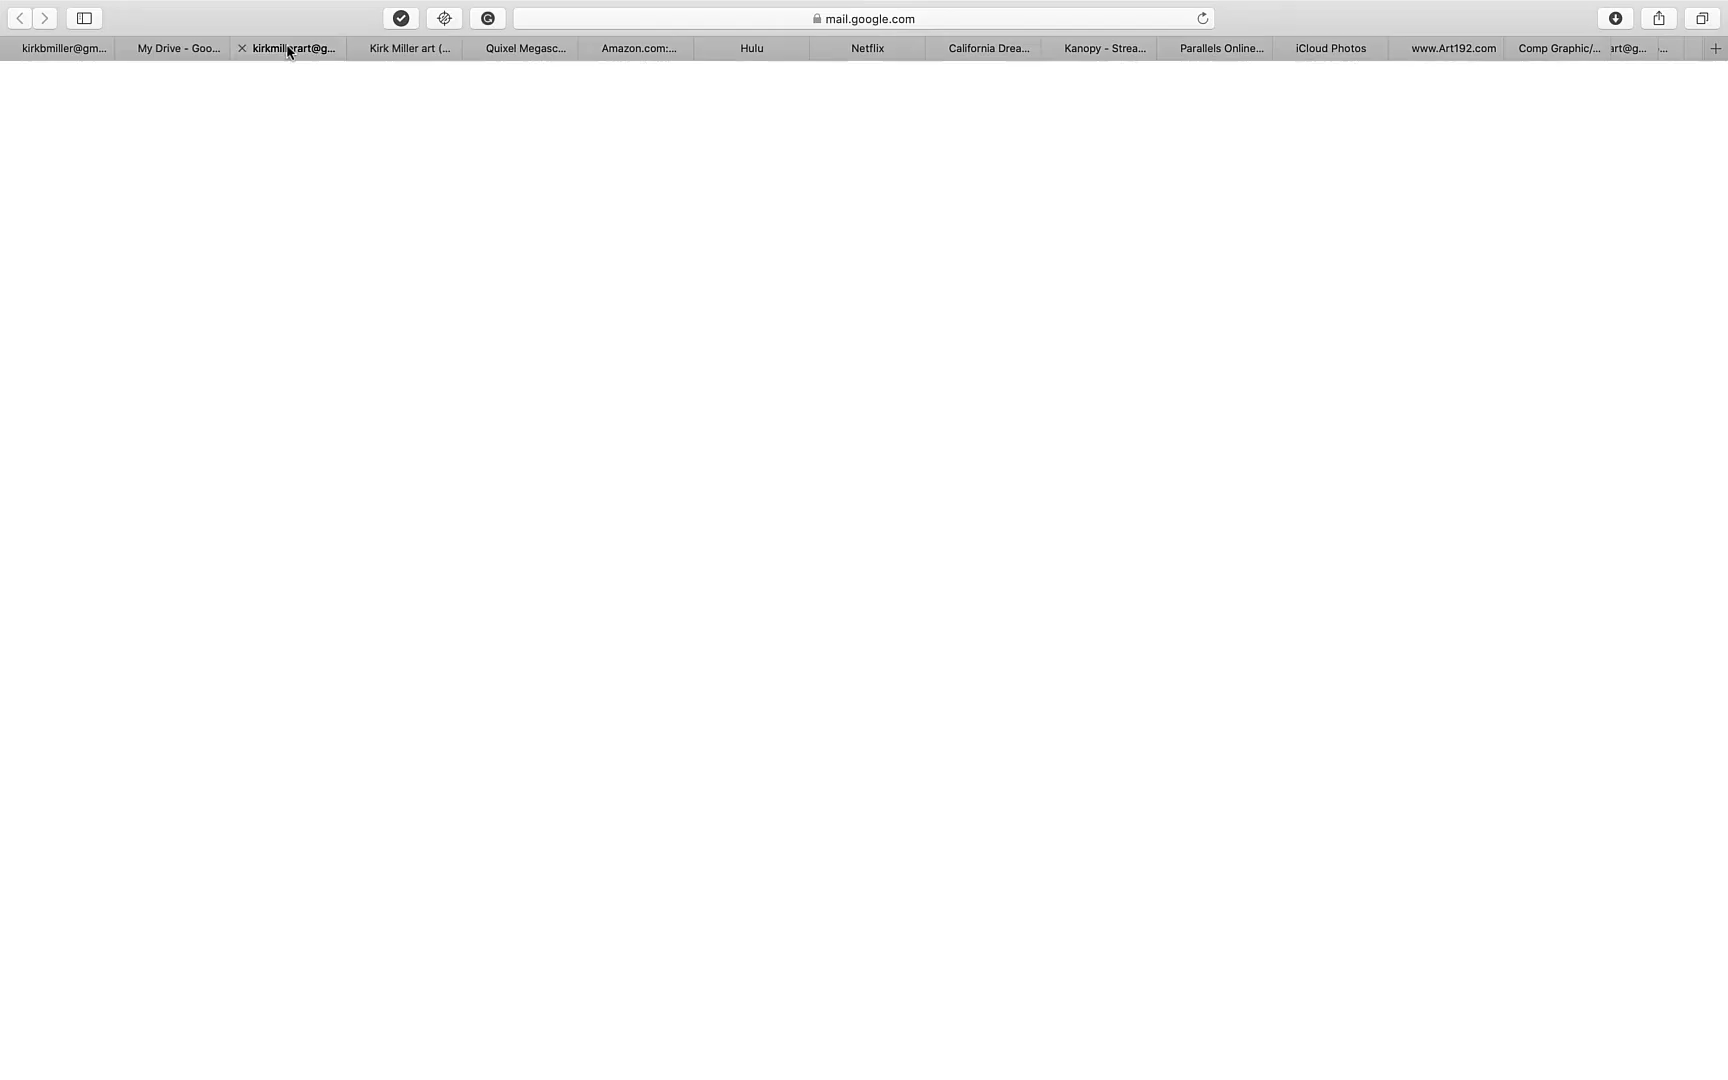 mail.google.com
kirkbmiller@gm...
My Drive - Goo...
kirkmillerart@g...
Kirk Miller art (...
Quixel Megasc...
Amazon.com:...
Hulu
Netflix
California Drea...
Kanopy - Strea...
Parallels Online...
iCloud Photos
www.Art192.com
Comp Graphic/...
art@g...
...